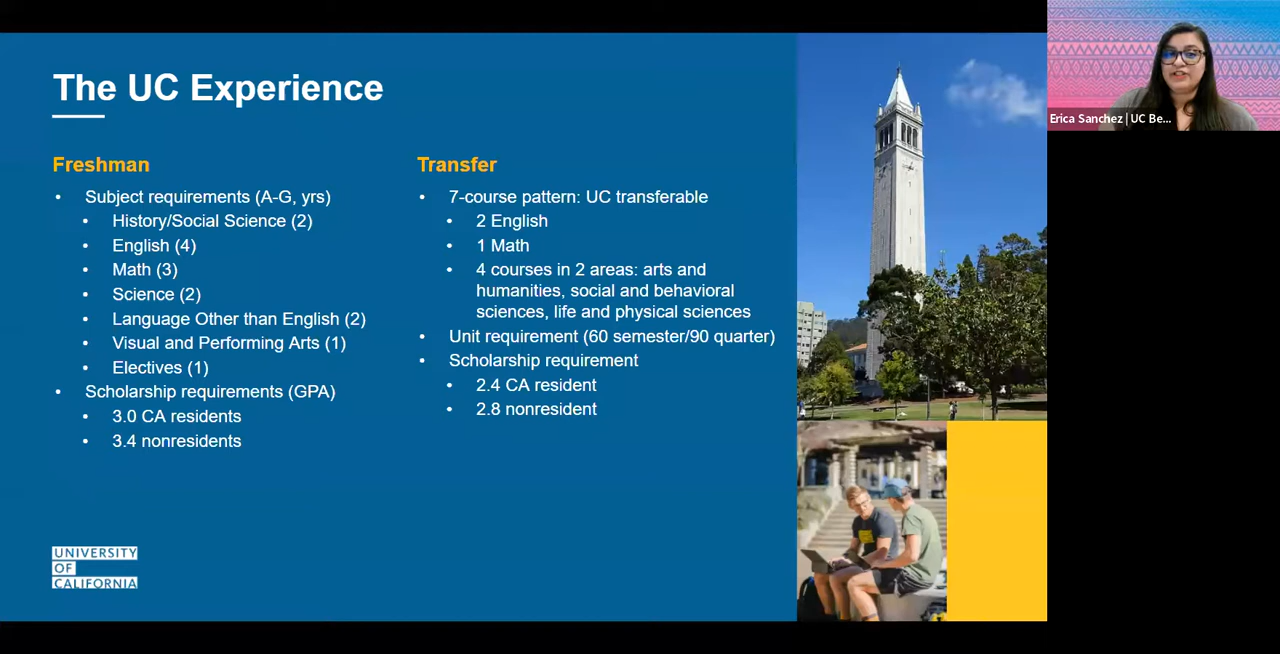 The UC Experience
Freshman
• Subject requirements (A-G, yrs)
• History/Social Science (2)
• English (4)
• Math (3)
• Science (2)
• Language Other than English (2)
• Visual and Performing Arts (1)
• Electives (1)
• Scholarship requirements (GPA)
• 3.0 CA residents
• 3.4 nonresidents
Transfer
• 7-course pattern: UC transferable
• 2 English
• 1 Math
• 4 courses in 2 areas: arts and
humanities, social and behavioral
sciences, life and physical sciences
• Unit requirement (60 semester/90 quarter)
• Scholarship requirement
• 2.4 CA resident
• 2.8 nonresident
UNIVERSITY
OF
CALIFORNIA
Erica Sanchez | UC Be...